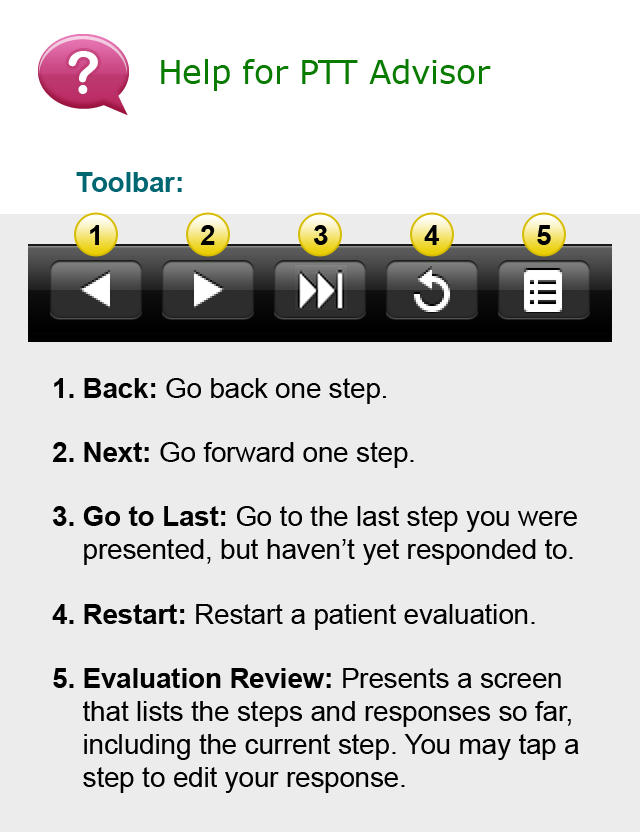 ?
Help for PTT Advisor
Toolbar:
1 2 3 4 5
1. Back: Go back one step.
2. Next: Go forward one step.
3. Go to Last: Go to the last step you were
presented, but haven’t yet responded to.
4. Restart: Restart a patient evaluation.
5. Evaluation Review: Presents a screen
that lists the steps and responses so far,
including the current step. You may tap a
step to edit your response.